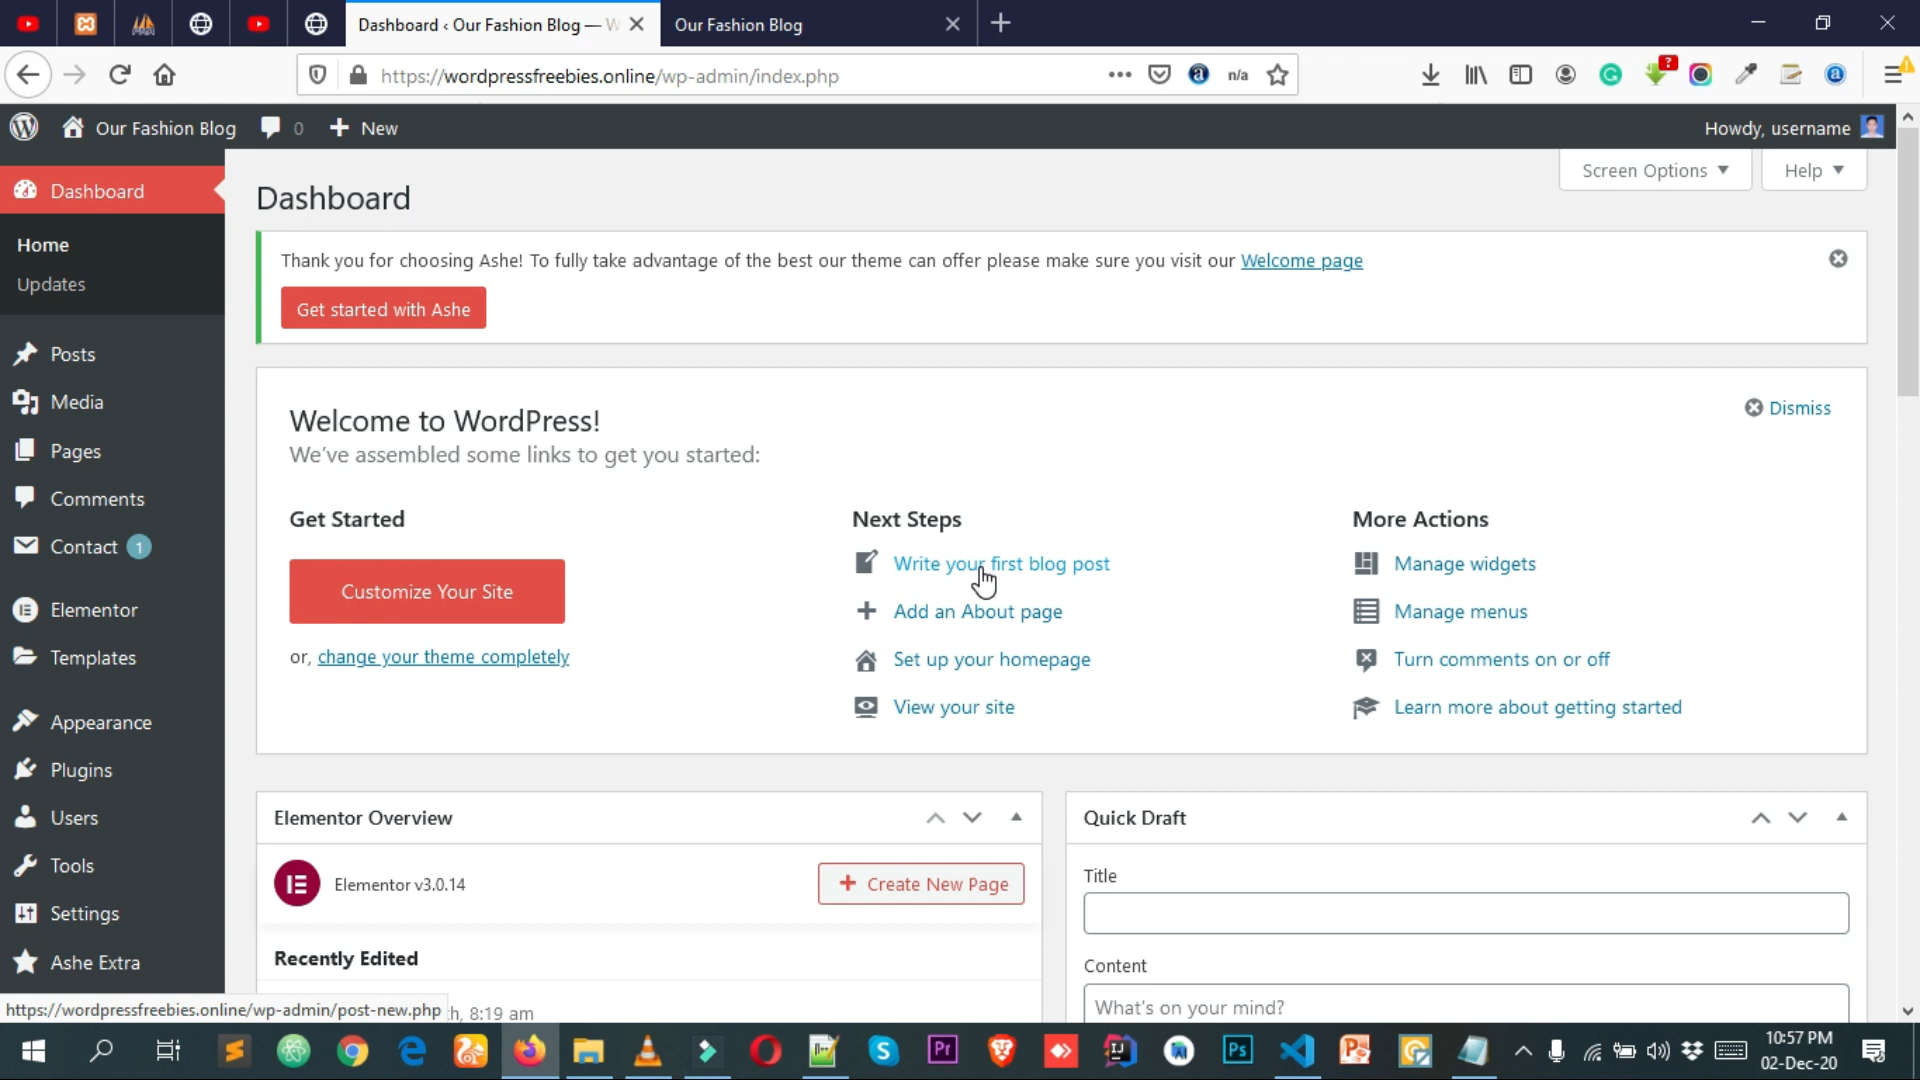 Dashboard ‹ Our Fashion Blog — W
Our Fashion Blog
https://wordpressfreebies.online/wp-admin/index.php
n/a
?
Our Fashion Blog
0
New
Howdy, username
Dashboard
Home
Updates
Posts
Media
Pages
Comments
Contact 1
Elementor
Templates
Appearance
Plugins
Users
Tools
Settings
Ashe Extra
Screen Options
Help
Dashboard
Thank you for choosing Ashe! To fully take advantage of the best our theme can offer please make sure you visit our Welcome page
Get started with Ashe
Welcome to WordPress!
We've assembled some links to get you started:
Dismiss
Get Started
Customize Your Site
or, change your theme completely
Next Steps
Write your first blog post
Add an About page
Set up your homepage
View your site
More Actions
Manage widgets
Manage menus
Turn comments on or off
Learn more about getting started
Elementor Overview
Elementor v3.0.14
Create New Page
Recently Edited
h, 8:19 am
Quick Draft
Title
Content
What's on your mind?
https://wordpressfreebies.online/wp-admin/post-new.php
Pr
Ps
10:57 PM
02-Dec-20